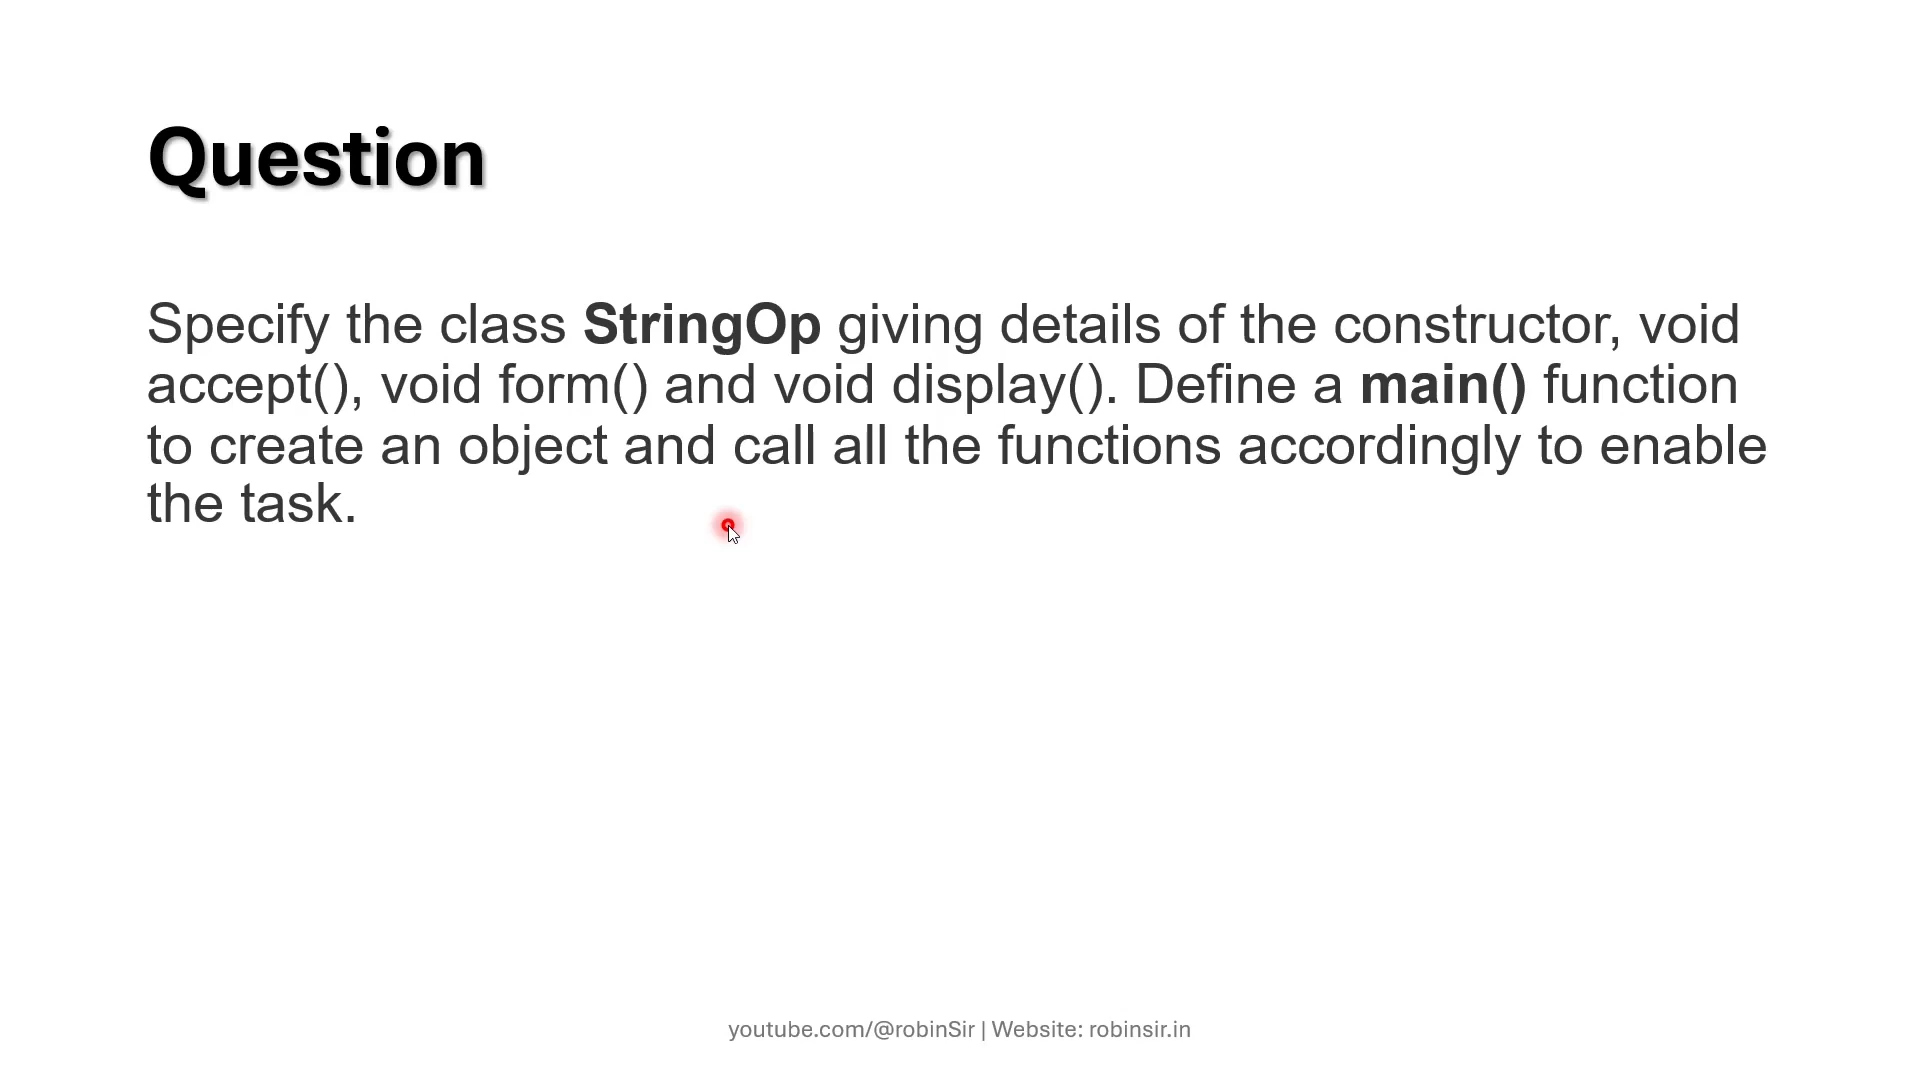 Question
Specify the class StringOp giving details of the constructor, void
accept(), void form() and void display(). Define a main() function
to create an object and call all the functions accordingly to enable
the task.
youtube.com/@robinSir | Website: robinsir.in